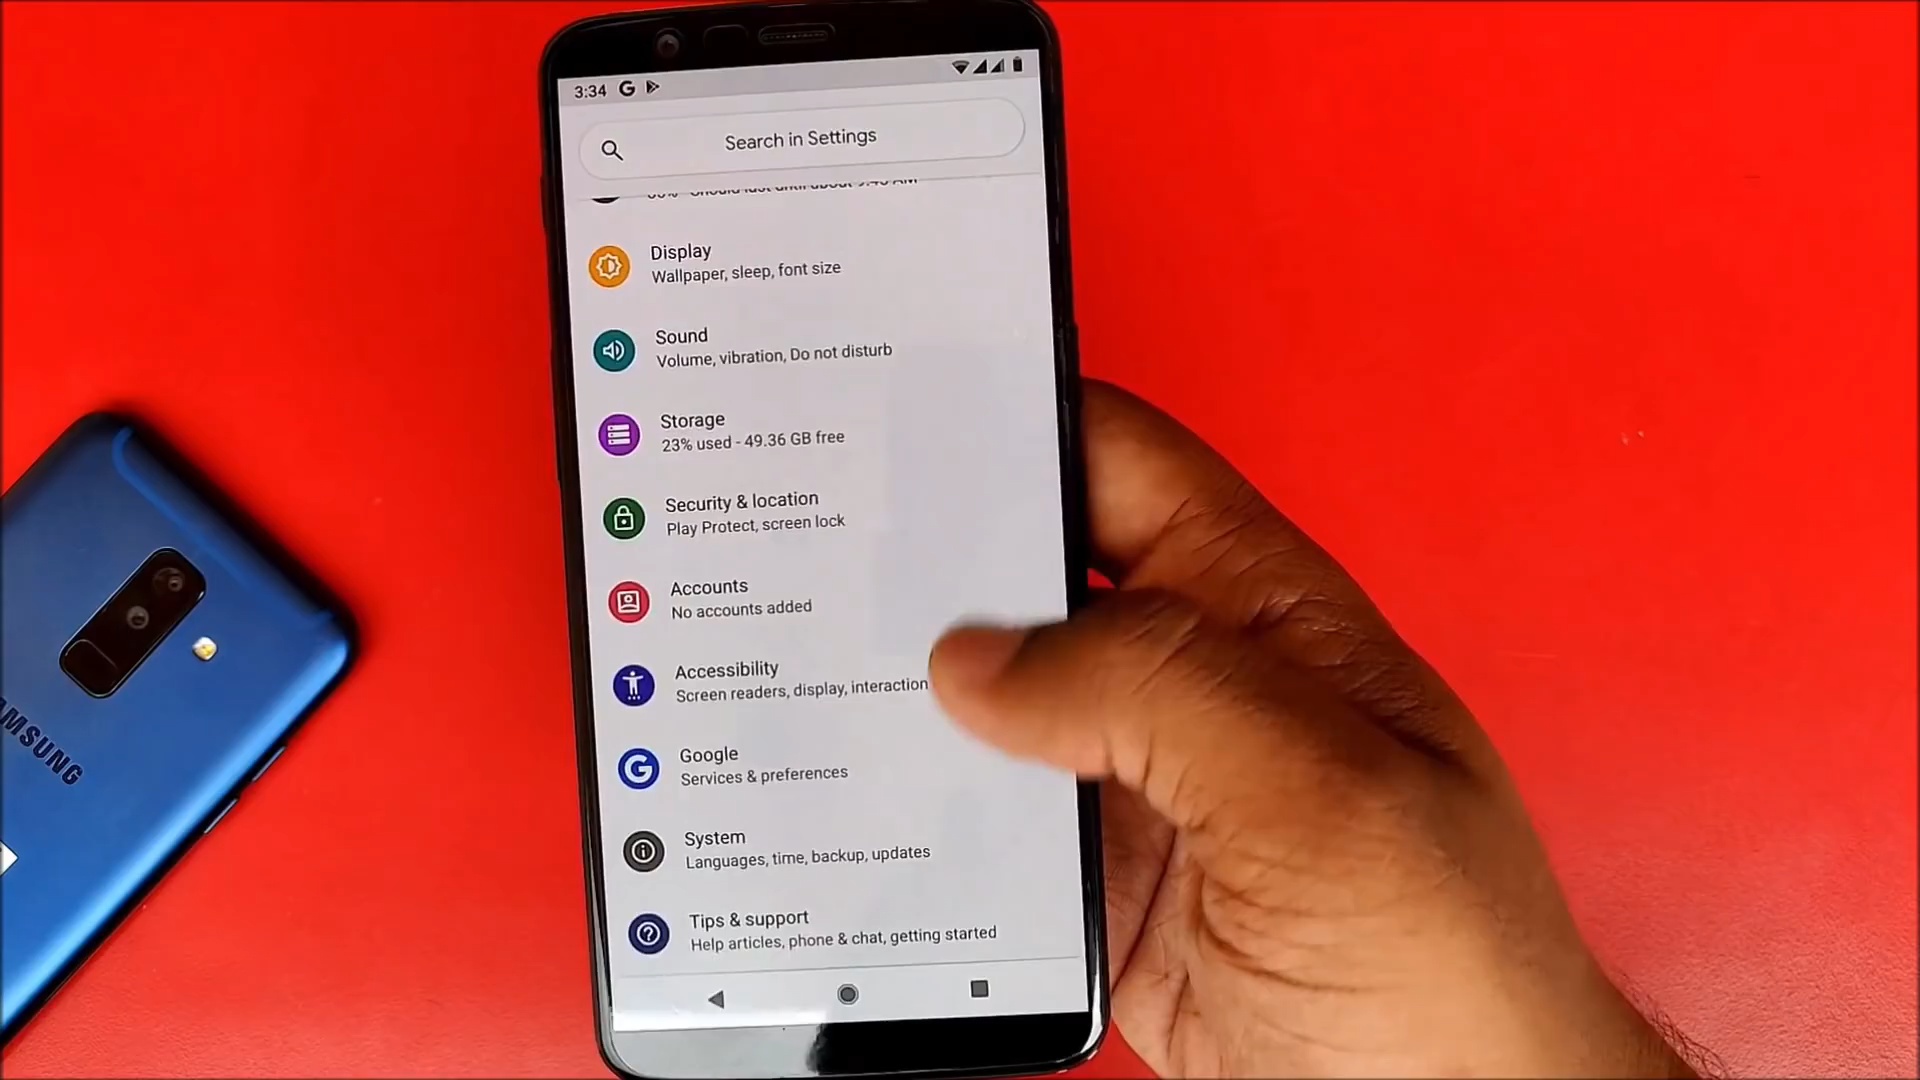 3:34 G
Search in Settings
Display
Wallpaper, sleep, font size
Sound
Volume, vibration, Do not disturb
Storage
23% used - 49.36 GB free
Security & location
Play Protect, screen lock
Accounts
No accounts added
Accessibility
Screen readers, display, interaction
Google
Services & preferences
System
Languages, time, backup, updates
Tips & support
Help articles, phone & chat, getting started
AMSUNG